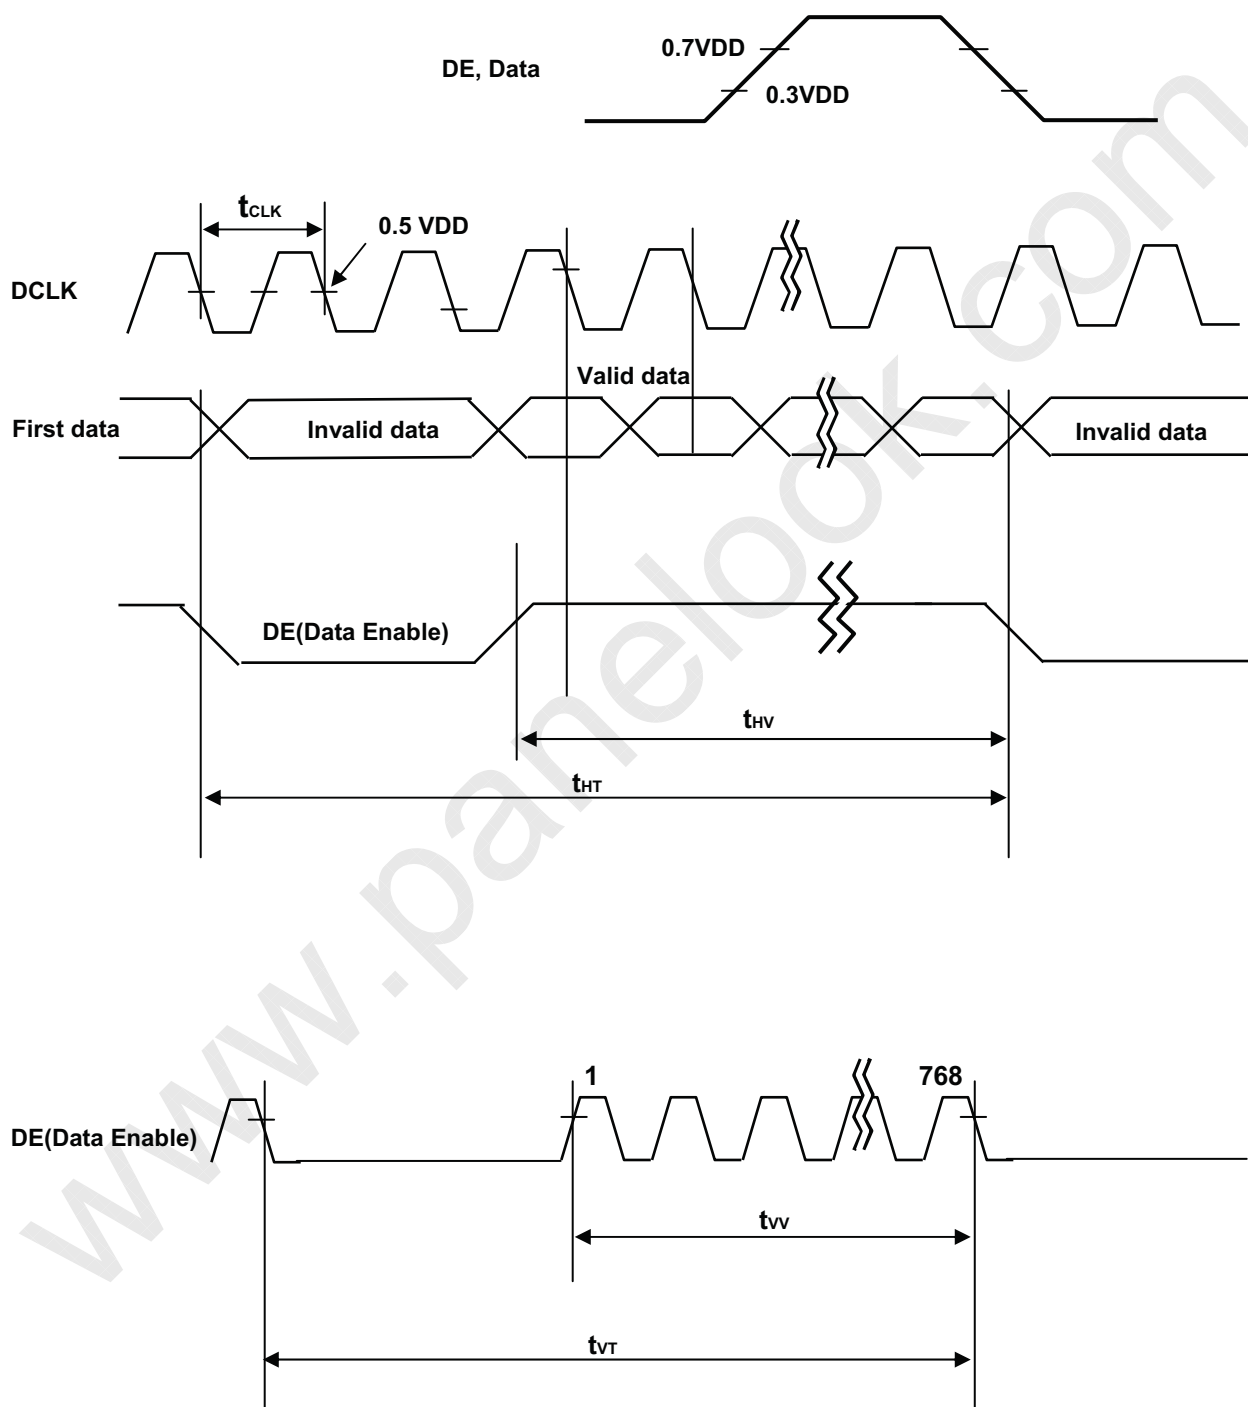 0.7VDD
DE, Data
0.3VDD
tCLK
0.5 VDD
DCLK
Valid data
First data
Invalid data
Invalid data
DE(Data Enable)
tHV
tHT
1
768
DE(Data Enable)
tVV
tVT
www.panelook.com